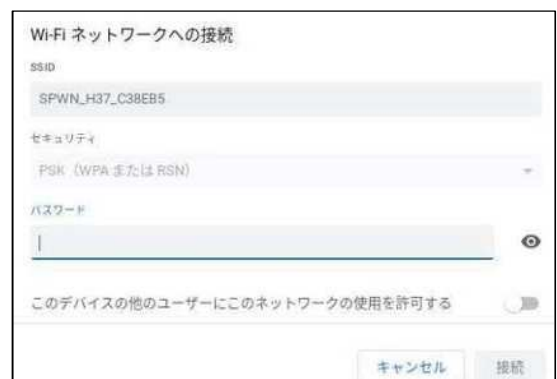 Wi-Fi ネットワークへの接続
SSID
SPWN_H37_C38EB5
セキュリティ
PSK（WPA または RSN）
パスワード
このデバイスの他のユーザーにこのネットワークの使用を許可する
キャンセル
接続